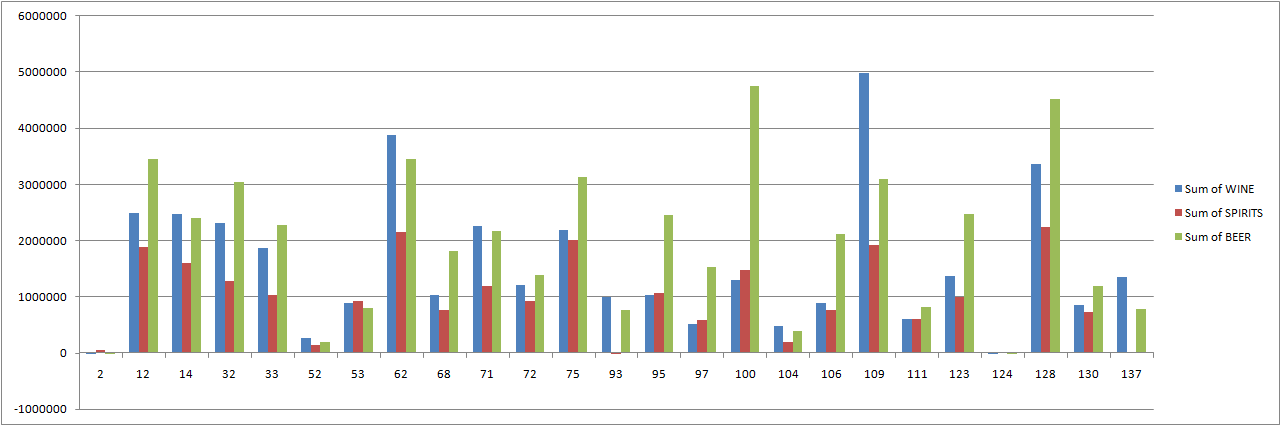 6000000
5000000
4000000
3000000
2000000
1000000
0
-1000000
2 12 14 32 33 52 53 62 68 71 72 75 93 95 97 100 104 106 109 111 123 124 128 130 137
Sum of WINE
Sum of SPIRITS
Sum of BEER